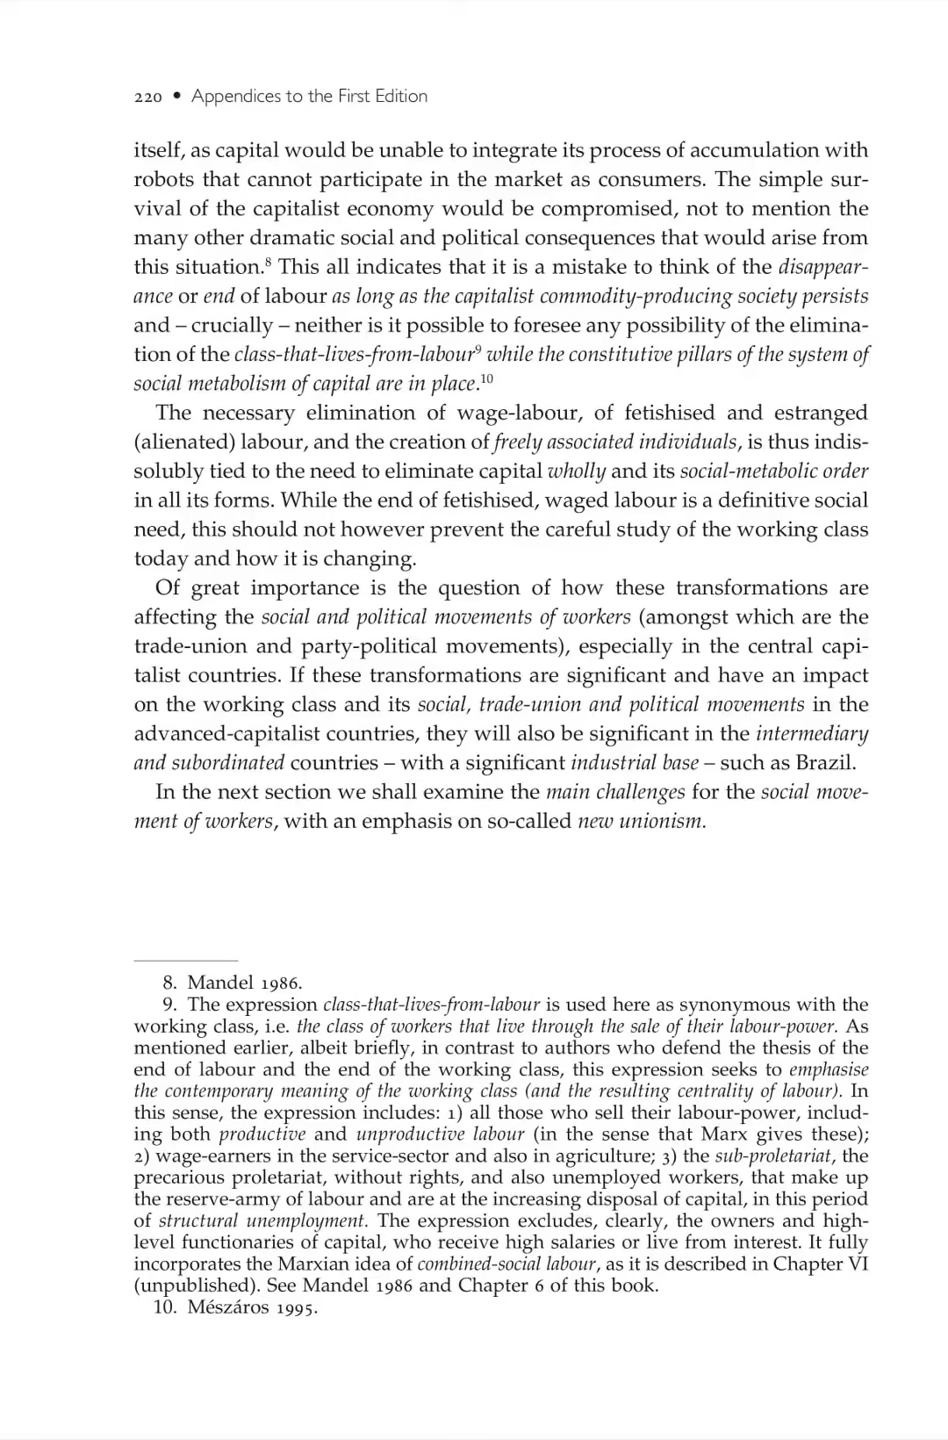 220 • Appendices to the First Edition
itself, as capital would be unable to integrate its process of accumulation with
robots that cannot participate in the market as consumers. The simple sur-
vival of the capitalist economy would be compromised, not to mention the
many other dramatic social and political consequences that would arise from
this situation.⁸ This all indicates that it is a mistake to think of the disappear-
ance or end of labour as long as the capitalist commodity-producing society persists
and – crucially – neither is it possible to foresee any possibility of the elimina-
tion of the class-that-lives-from-labour⁹ while the constitutive pillars of the system of
social metabolism of capital are in place.¹⁰
The necessary elimination of wage-labour, of fetishised and estranged
(alienated) labour, and the creation of freely associated individuals, is thus indis-
solubly tied to the need to eliminate capital wholly and its social-metabolic order
in all its forms. While the end of fetishised, waged labour is a definitive social
need, this should not however prevent the careful study of the working class
today and how it is changing.
Of great importance is the question of how these transformations are
affecting the social and political movements of workers (amongst which are the
trade-union and party-political movements), especially in the central capi-
talist countries. If these transformations are significant and have an impact
on the working class and its social, trade-union and political movements in the
advanced-capitalist countries, they will also be significant in the intermediary
and subordinated countries – with a significant industrial base – such as Brazil.
In the next section we shall examine the main challenges for the social move-
ment of workers, with an emphasis on so-called new unionism.
8. Mandel 1986.
9. The expression class-that-lives-from-labour is used here as synonymous with the
working class, i.e. the class of workers that live through the sale of their labour-power. As
mentioned earlier, albeit briefly, in contrast to authors who defend the thesis of the
end of labour and the end of the working class, this expression seeks to emphasise
the contemporary meaning of the working class (and the resulting centrality of labour). In
this sense, the expression includes: 1) all those who sell their labour-power, includ-
ing both productive and unproductive labour (in the sense that Marx gives these);
2) wage-earners in the service-sector and also in agriculture; 3) the sub-proletariat, the
precarious proletariat, without rights, and also unemployed workers, that make up
the reserve-army of labour and are at the increasing disposal of capital, in this period
of structural unemployment. The expression excludes, clearly, the owners and high-
level functionaries of capital, who receive high salaries or live from interest. It fully
incorporates the Marxian idea of combined-social labour, as it is described in Chapter VI
(unpublished). See Mandel 1986 and Chapter 6 of this book.
10. Mészáros 1995.